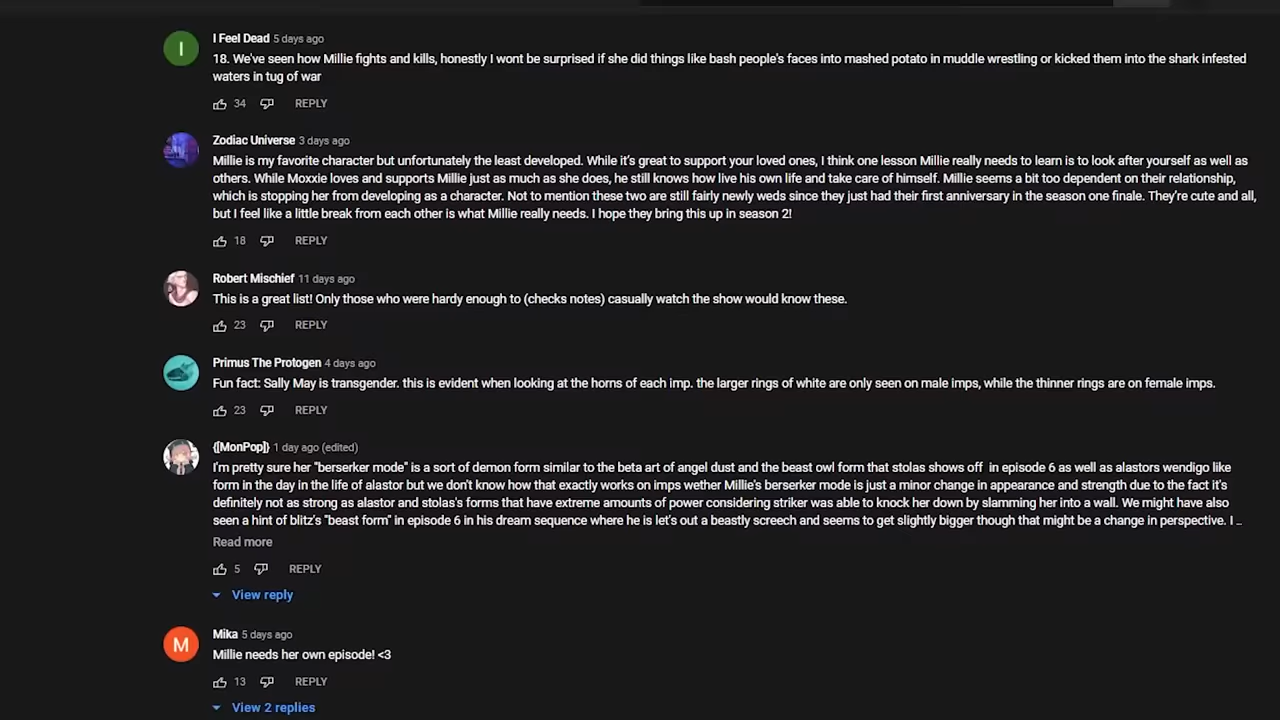 I
I Feel Dead 5 days ago
18. We've seen how Millie fights and kills, honestly I wont be surprised if she did things like bash people's faces into mashed potato in muddle wrestling or kicked them into the shark infested
waters in tug of war
34 REPLY
Zodiac Universe 3 days ago
Millie is my favorite character but unfortunately the least developed. While it's great to support your loved ones, I think one lesson Millie really needs to learn is to look after yourself as well as
others. While Moxxie loves and supports Millie just as much as she does, he still knows how live his own life and take care of himself. Millie seems a bit too dependent on their relationship,
which is stopping her from developing as a character. Not to mention these two are still fairly newly weds since they just had their first anniversary in the season one finale. They're cute and all,
but I feel like a little break from each other is what Millie really needs. I hope they bring this up in season 2!
18 REPLY
Robert Mischief 11 days ago
This is a great list! Only those who were hardy enough to (checks notes) casually watch the show would know these.
23 REPLY
Primus The Protogen 4 days ago
Fun fact: Sally May is transgender. this is evident when looking at the horns of each imp. the larger rings of white are only seen on male imps, while the thinner rings are on female imps.
23 REPLY
{[MonPop]} 1 day ago (edited)
I'm pretty sure her "berserker mode" is a sort of demon form similar to the beta art of angel dust and the beast owl form that stolas shows off in episode 6 as well as alastors wendigo like
form in the day in the life of alastor but we don't know how that exactly works on imps wether Millie's berserker mode is just a minor change in appearance and strength due to the fact it's
definitely not as strong as alastor and stolas's forms that have extreme amounts of power considering striker was able to knock her down by slamming her into a wall. We might have also
seen a hint of blitz's "beast form" in episode 6 in his dream sequence where he is let's out a beastly screech and seems to get slightly bigger though that might be a change in perspective. I ...
Read more
5 REPLY
View reply
M
Mika 5 days ago
Millie needs her own episode! <3
13 REPLY
View 2 replies